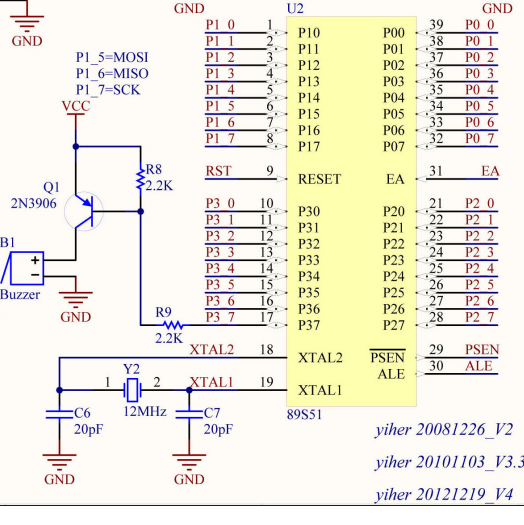 GND
GND
GND
U2
P1_5=MOSI
P1_6=MISO
P1_7=SCK
VCC
P1_0 1 P10 P00 39 P0_0
P1_1 2 P11 P01 38 P0_1
P1_2 3 P12 P02 37 P0_2
P1_3 4 P13 P03 36 P0_3
P1_4 5 P14 P04 35 P0_4
P1_5 6 P15 P05 34 P0_5
P1_6 7 P16 P06 33 P0_6
P1_7 8 P17 P07 32 P0_7
RST 9 RESET EA 31 EA
P3_0 10 P30 P20 21 P2_0
P3_1 11 P31 P21 22 P2_1
P3_2 12 P32 P22 23 P2_2
P3_3 13 P33 P23 24 P2_3
P3_4 14 P34 P24 25 P2_4
P3_5 15 P35 P25 26 P2_5
P3_6 16 P36 P26 27 P2_6
P3_7 17 P37 P27 28 P2_7
R8
2.2K
Q1
2N3906
B1
+
-
Buzzer
GND
R9
2.2K
XTAL2 18 XTAL2 PSEN 29 PSEN
ALE 30 ALE
XTAL1 19 XTAL1
89S51
Y2
1 2
12MHz
C6
20pF
C7
20pF
GND
GND
yiher 20081226_V2
yiher 20101103_V3.3
yiher 20121219_V4